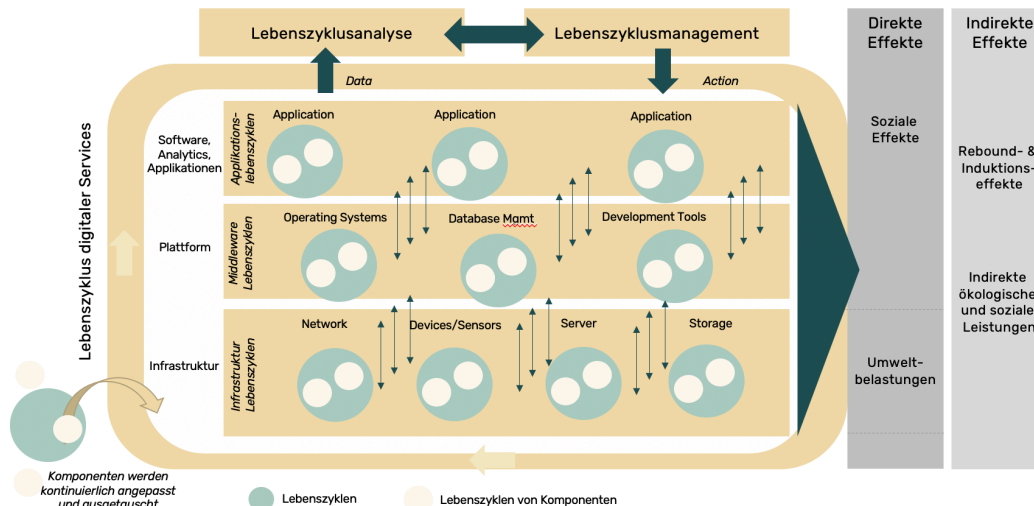 Lebenszyklusanalyse
Lebenszyklusmanagement
Direkte
Effekte
Indirekte
Effekte
Data
Action
Lebenszyklus digitaler Services
Software,
Analytics,
Applikationen
Applikations-
lebenszyklen
Application
Application
Application
Soziale
Effekte
Rebound- &
Induktions-
effekte
Plattform
Middleware
Lebenszyklen
Operating Systems
Database Mgmt
Development Tools
Indirekte
ökologische
und soziale
Leistungen
Infrastruktur
Infrastruktur
Lebenszyklen
Network
Devices/Sensors
Server
Storage
Umwelt-
belastungen
Komponenten werden
kontinuierlich angepasst
und ausgetauscht
Lebenszyklen
Lebenszyklen von Komponenten